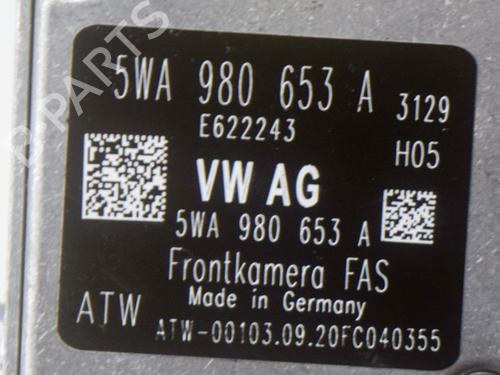 5WA 980 653 A 3129
E622243
H05
VW AG
5WA 980 653 A
Frontkamera FAS
Made in Germany
ATW
ATW-00103.09.20FC040355
B-PARTS